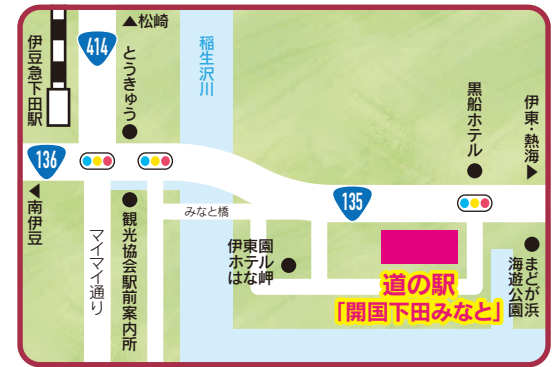 ▲松崎
伊豆急下田駅
414
とうきゅう
稲生沢川
黒船ホテル
伊東・熱海▶
136
◀南伊豆
135
みなと橋
マイマイ通り
観光協会駅前案内所
伊東園
ホテル
はな岬
まどが浜
海遊公園
道の駅
「開国下田みなと」